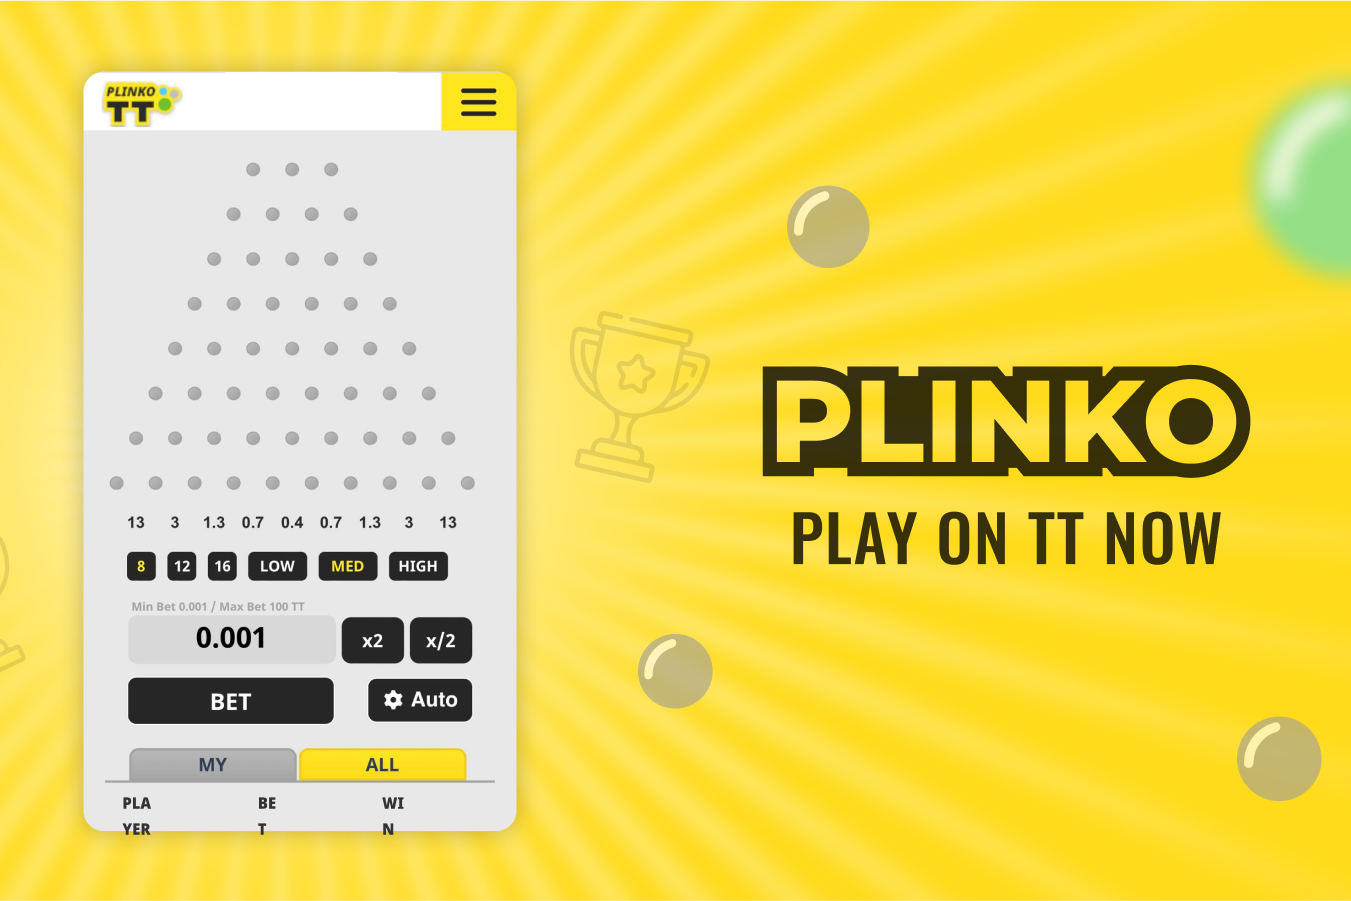 PLINKO
TT
13 3 1.3 0.7 0.4 0.7 1.3 3 13
8 12 16 LOW MED HIGH
Min Bet 0.001 / Max Bet 100 TT
0.001 x2 x/2
BET Auto
MY ALL
PLA BE WI
YER T N
PLINKO
PLAY ON TT NOW